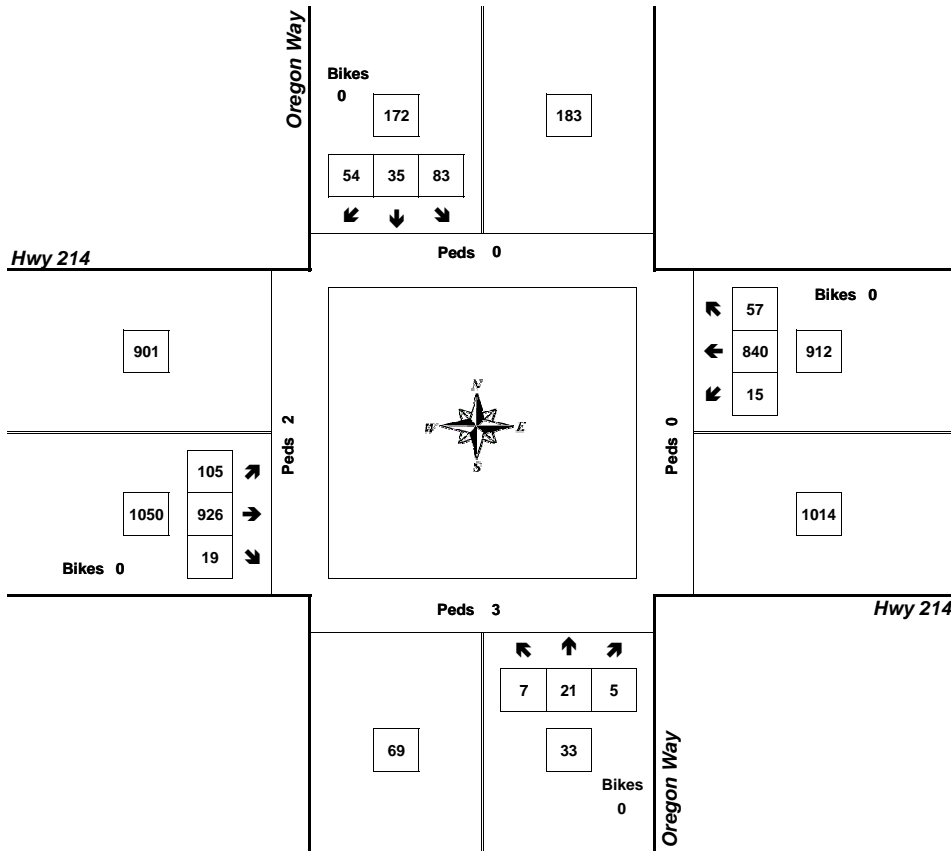 Oregon Way
Bikes
0
172
183
54 35 83
Peds 0
Hwy 214
Bikes 0
57
901
840 912
15
N
W E
S
Peds 2
Peds 0
105
1050 926
19
1014
Bikes 0
Peds 3
Hwy 214
7 21 5
69
33
Bikes
0
Oregon Way